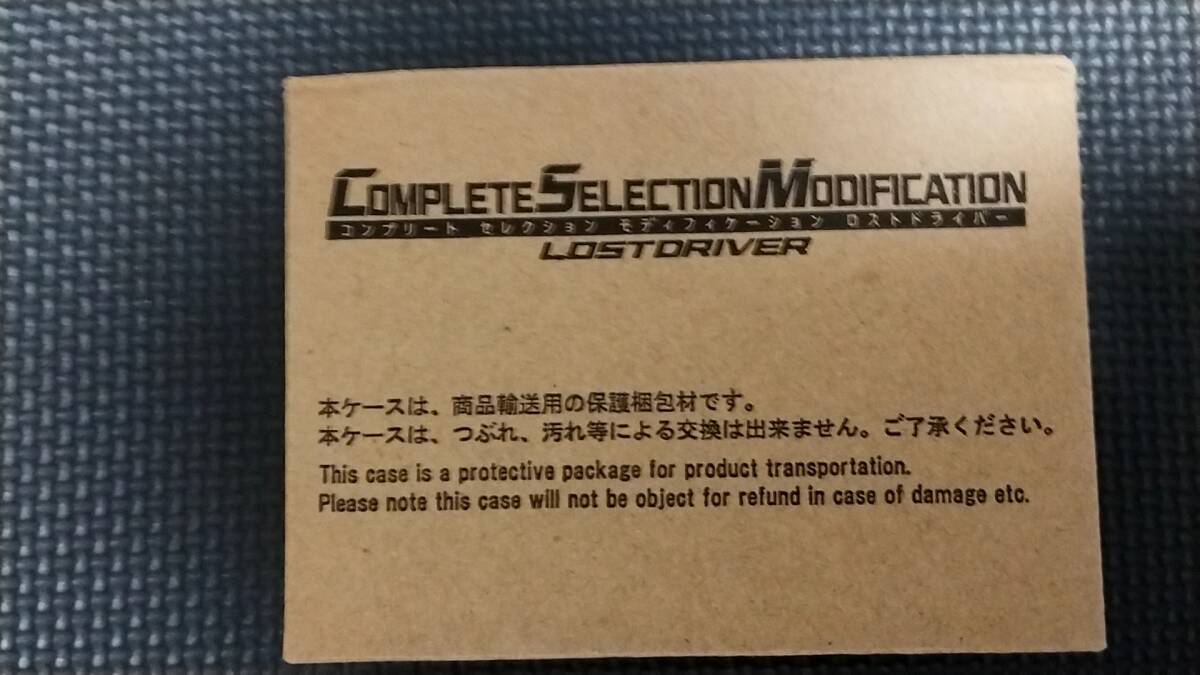 COMPLETE SELECTION MODIFICATION
コンプリート セレクション モディフィケーション ロストドライバー
LOSTDRIVER
本ケースは、商品輸送用の保護梱包材です。
本ケースは、つぶれ、汚れ等による交換は出来ません。ご了承ください。
This case is a protective package for product transportation.
Please note this case will not be object for refund in case of damage etc.